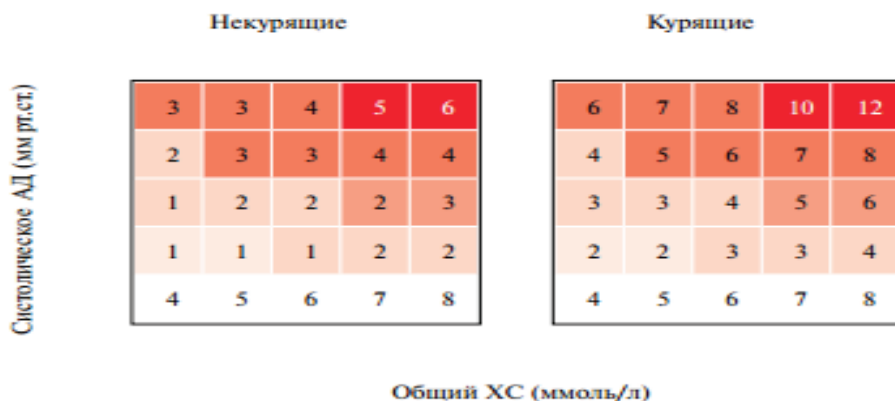 Некурящие Курящие
Систолическое АД (мм рт.ст.)
3 3 4 5 6 6 7 8 10 12
2 3 3 4 4 4 5 6 7 8
1 2 2 2 3 3 3 4 5 6
1 1 1 2 2 2 2 3 3 4
4 5 6 7 8 4 5 6 7 8
Общий ХС (ммоль/л)